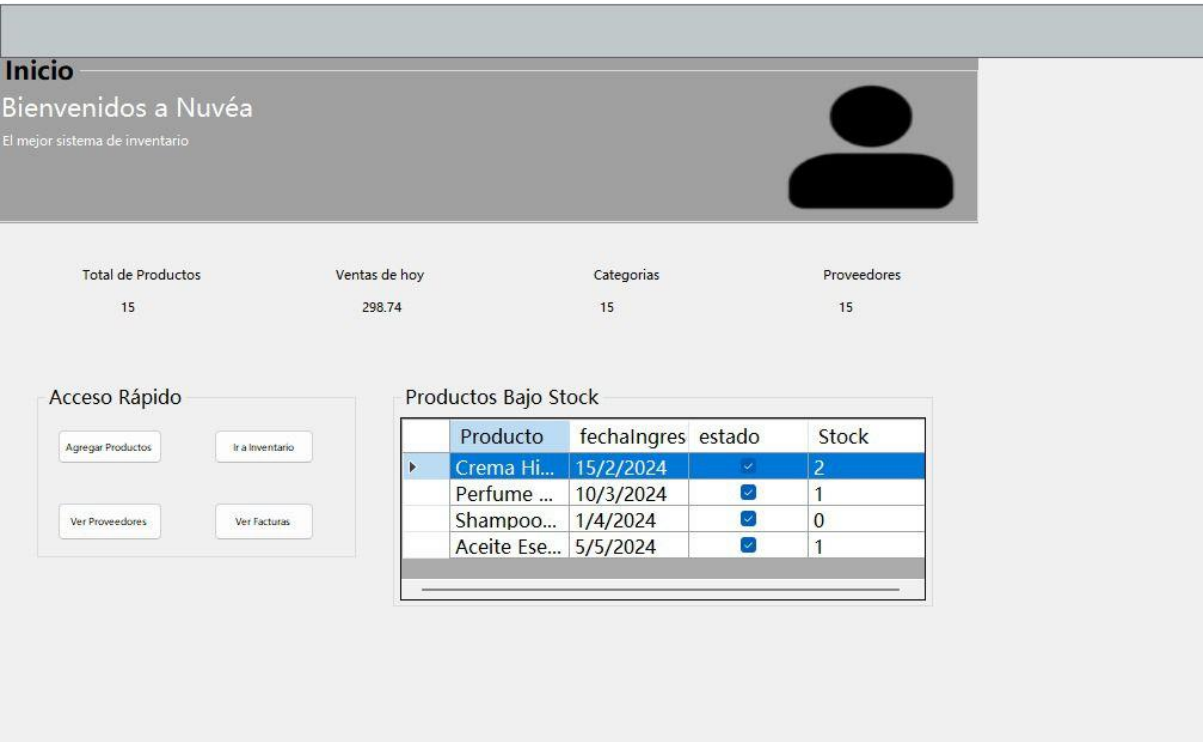 Inicio
Bienvenidos a Nuvéa
El mejor sistema de inventario
Total de Productos Ventas de hoy Categorias Proveedores
15 298.74 15 15
Acceso Rápido
Agregar Productos Ir a Inventario
Ver Proveedores Ver Facturas
Productos Bajo Stock
Producto fechaIngres estado Stock
Crema Hi... 15/2/2024 2
Perfume ... 10/3/2024 1
Shampoo... 1/4/2024 0
Aceite Ese... 5/5/2024 1